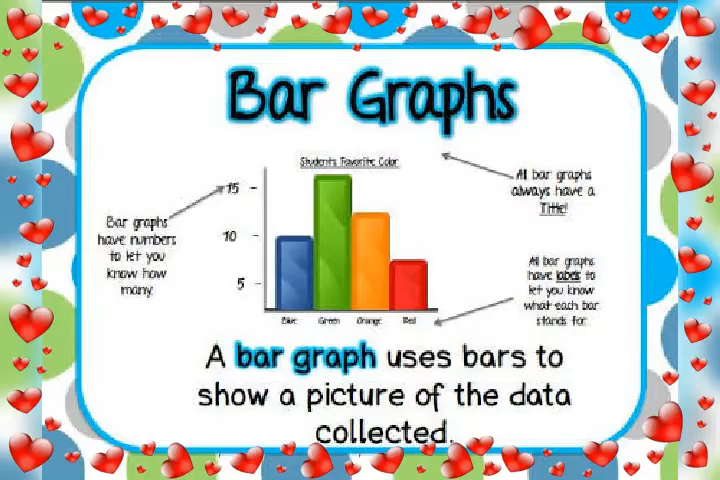 Bar Graphs
Students Favorite Color
All bar graphs
always have a
Title!
15
Bar graphs
have numbers
to let you
know how
many.
10
5
All bar graphs
have labels to
let you know
what each bar
stands for.
Blue Green Orange Red
A bar graph uses bars to
show a picture of the data
collected.